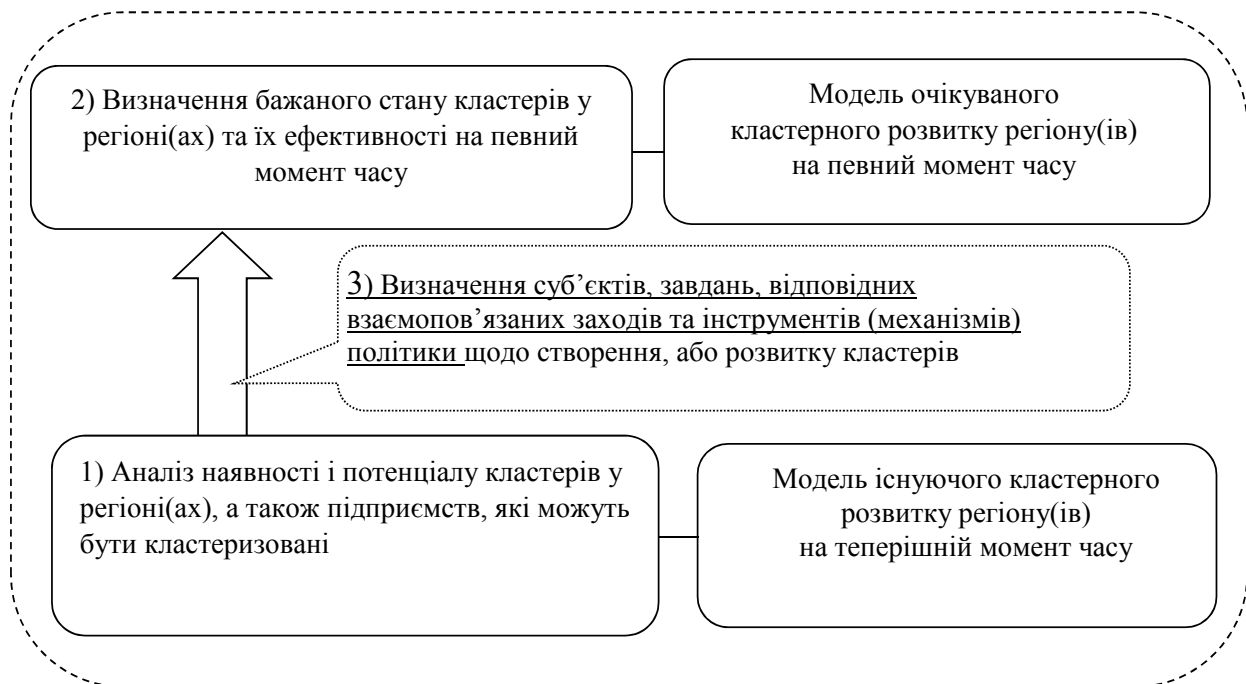 2) Визначення бажаного стану кластерів у
регіоні(ах) та їх ефективності на певний
момент часу
Модель очікуваного
кластерного розвитку регіону(ів)
на певний момент часу
3) Визначення суб’єктів, завдань, відповідних
взаємопов’язаних заходів та інструментів (механізмів)
політики щодо створення, або розвитку кластерів
1) Аналіз наявності і потенціалу кластерів у
регіоні(ах), а також підприємств, які можуть
бути кластеризовані
Модель існуючого кластерного
розвитку регіону(ів)
на теперішній момент часу